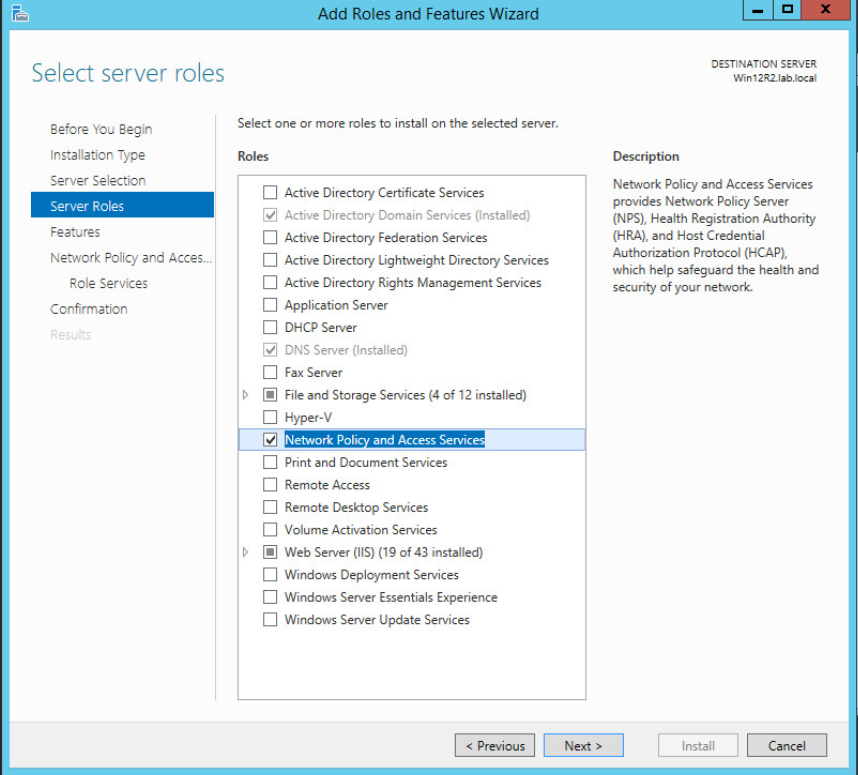 Add Roles and Features Wizard
Select server roles
DESTINATION SERVER
Win12R2.lab.local
Before You Begin
Installation Type
Server Selection
Server Roles
Features
Network Policy and Acces...
Role Services
Confirmation
Results
Select one or more roles to install on the selected server.
Roles
Active Directory Certificate Services
Active Directory Domain Services (Installed)
Active Directory Federation Services
Active Directory Lightweight Directory Services
Active Directory Rights Management Services
Application Server
DHCP Server
DNS Server (Installed)
Fax Server
File and Storage Services (4 of 12 installed)
Hyper-V
Network Policy and Access Services
Print and Document Services
Remote Access
Remote Desktop Services
Volume Activation Services
Web Server (IIS) (19 of 43 installed)
Windows Deployment Services
Windows Server Essentials Experience
Windows Server Update Services
Description
Network Policy and Access Services
provides Network Policy Server
(NPS), Health Registration Authority
(HRA), and Host Credential
Authorization Protocol (HCAP),
which help safeguard the health and
security of your network.
< Previous
Next >
Install
Cancel